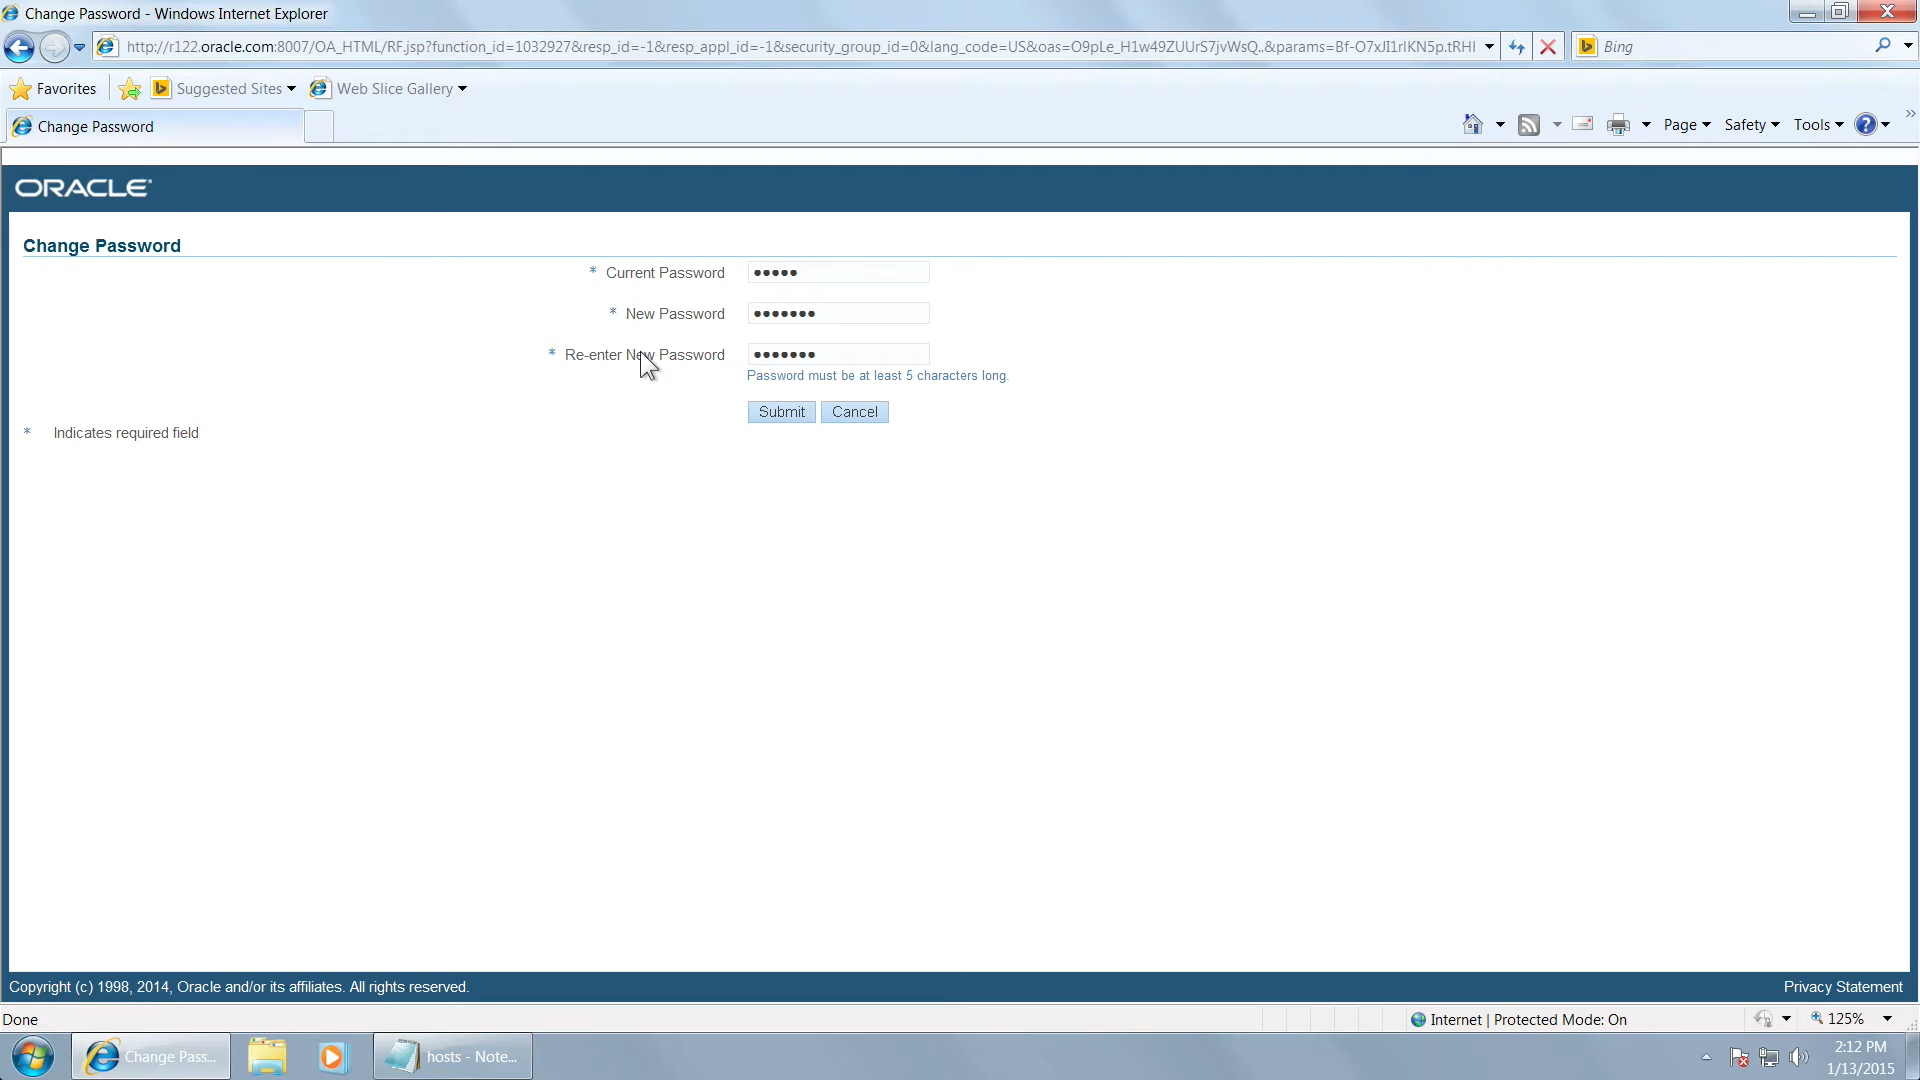 Change Password - Windows Internet Explorer
http://r122.oracle.com:8007/OA_HTML/RF.jsp?function_id=1032927&resp_id=-1&resp_appl_id=-1&security_group_id=0&lang_code=US&oas=O9pLe_H1w49ZUUrS7jvWsQ..&params=Bf-O7xJI1rlKN5p.tRHI
Bing
Favorites
Suggested Sites
Web Slice Gallery
Change Password
Page
Safety
Tools
ORACLE
Change Password
* Current Password •••••
* New Password •••••••
* Re-enter New Password •••••••
Password must be at least 5 characters long.
Submit Cancel
* Indicates required field
Copyright (c) 1998, 2014, Oracle and/or its affiliates. All rights reserved.
Privacy Statement
Done
Internet | Protected Mode: On
125%
Change Pass...
hosts - Note...
2:12 PM
1/13/2015